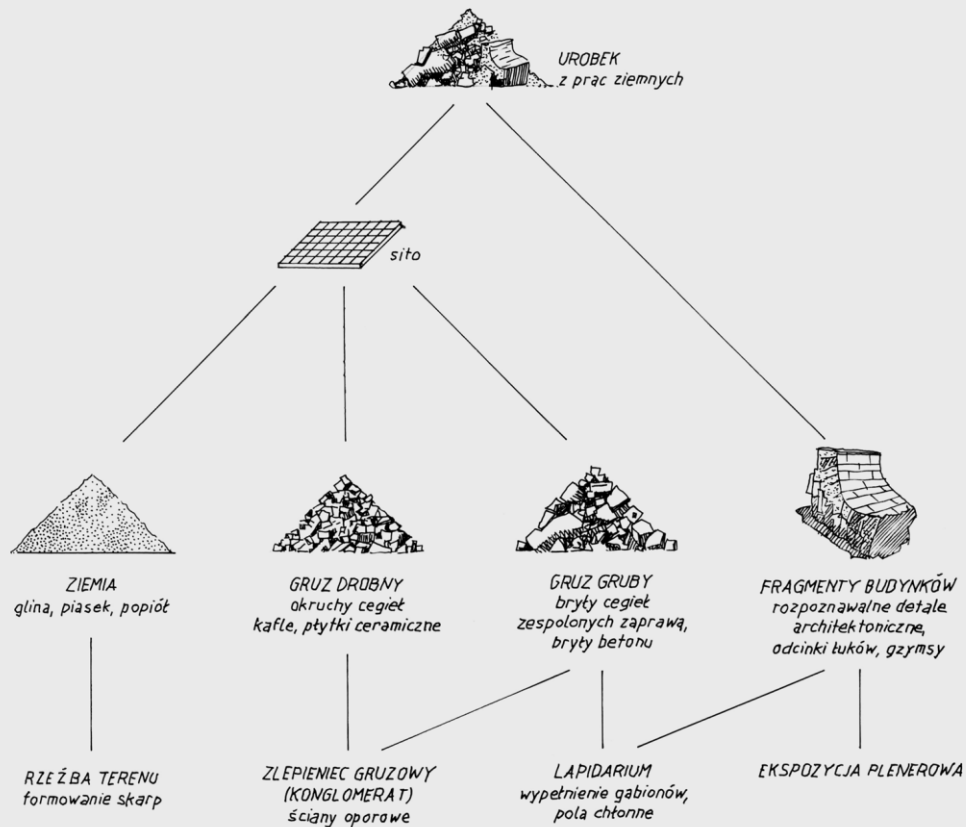 UROBEK
z prac ziemnych
sito
ZIEMIA
glina, piasek, popiół
GRUZ DROBNY
okruchy cegieł
kafle, płytki ceramiczne
GRUZ GRUBY
bryły cegieł
zespolonych zaprawą,
bryły betonu
FRAGMENTY BUDYNKÓW
rozpoznawalne detale
architektoniczne,
odcinki łuków, gzymsy
RZEŹBA TERENU
formowanie skarp
ZLEPIENIEC GRUZOWY
(KONGLOMERAT)
ściany oporowe
LAPIDARIUM
wypełnienie gabionów,
pola chłonne
EKSPOZYCJA PLENEROWA